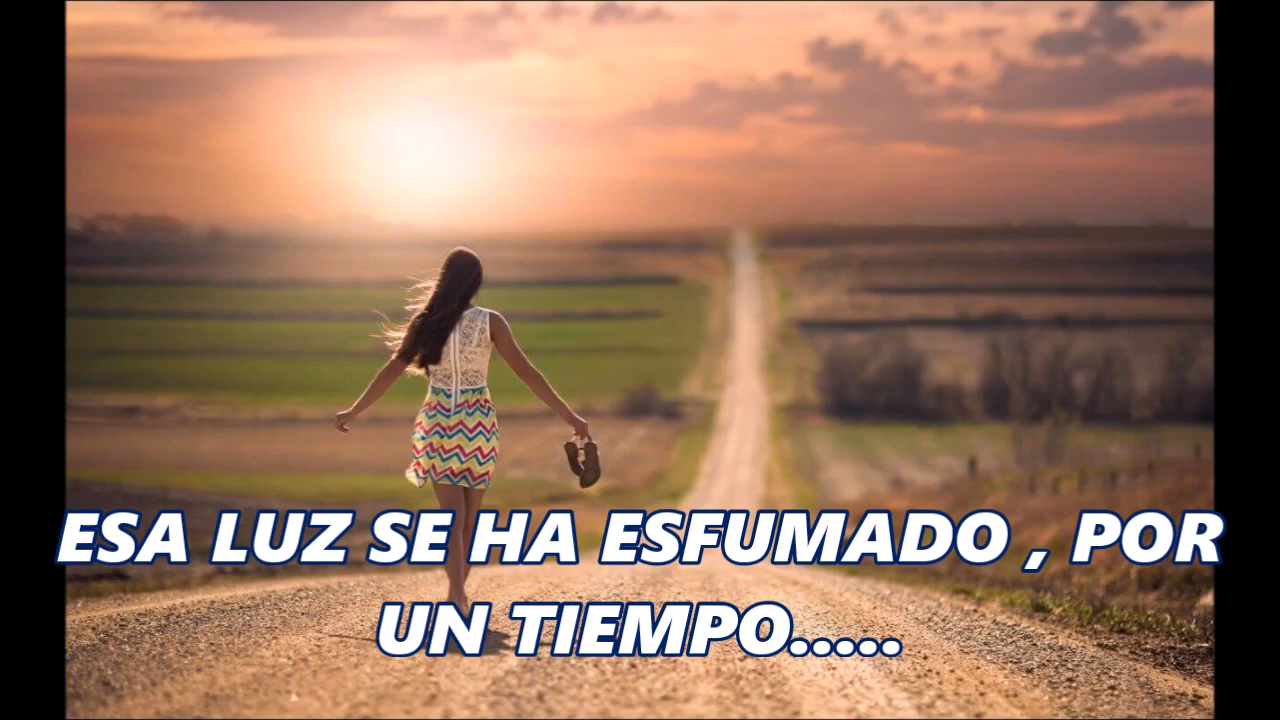 ESA LUZ SE HA ESFUMADO , POR
UN TIEMPO.....